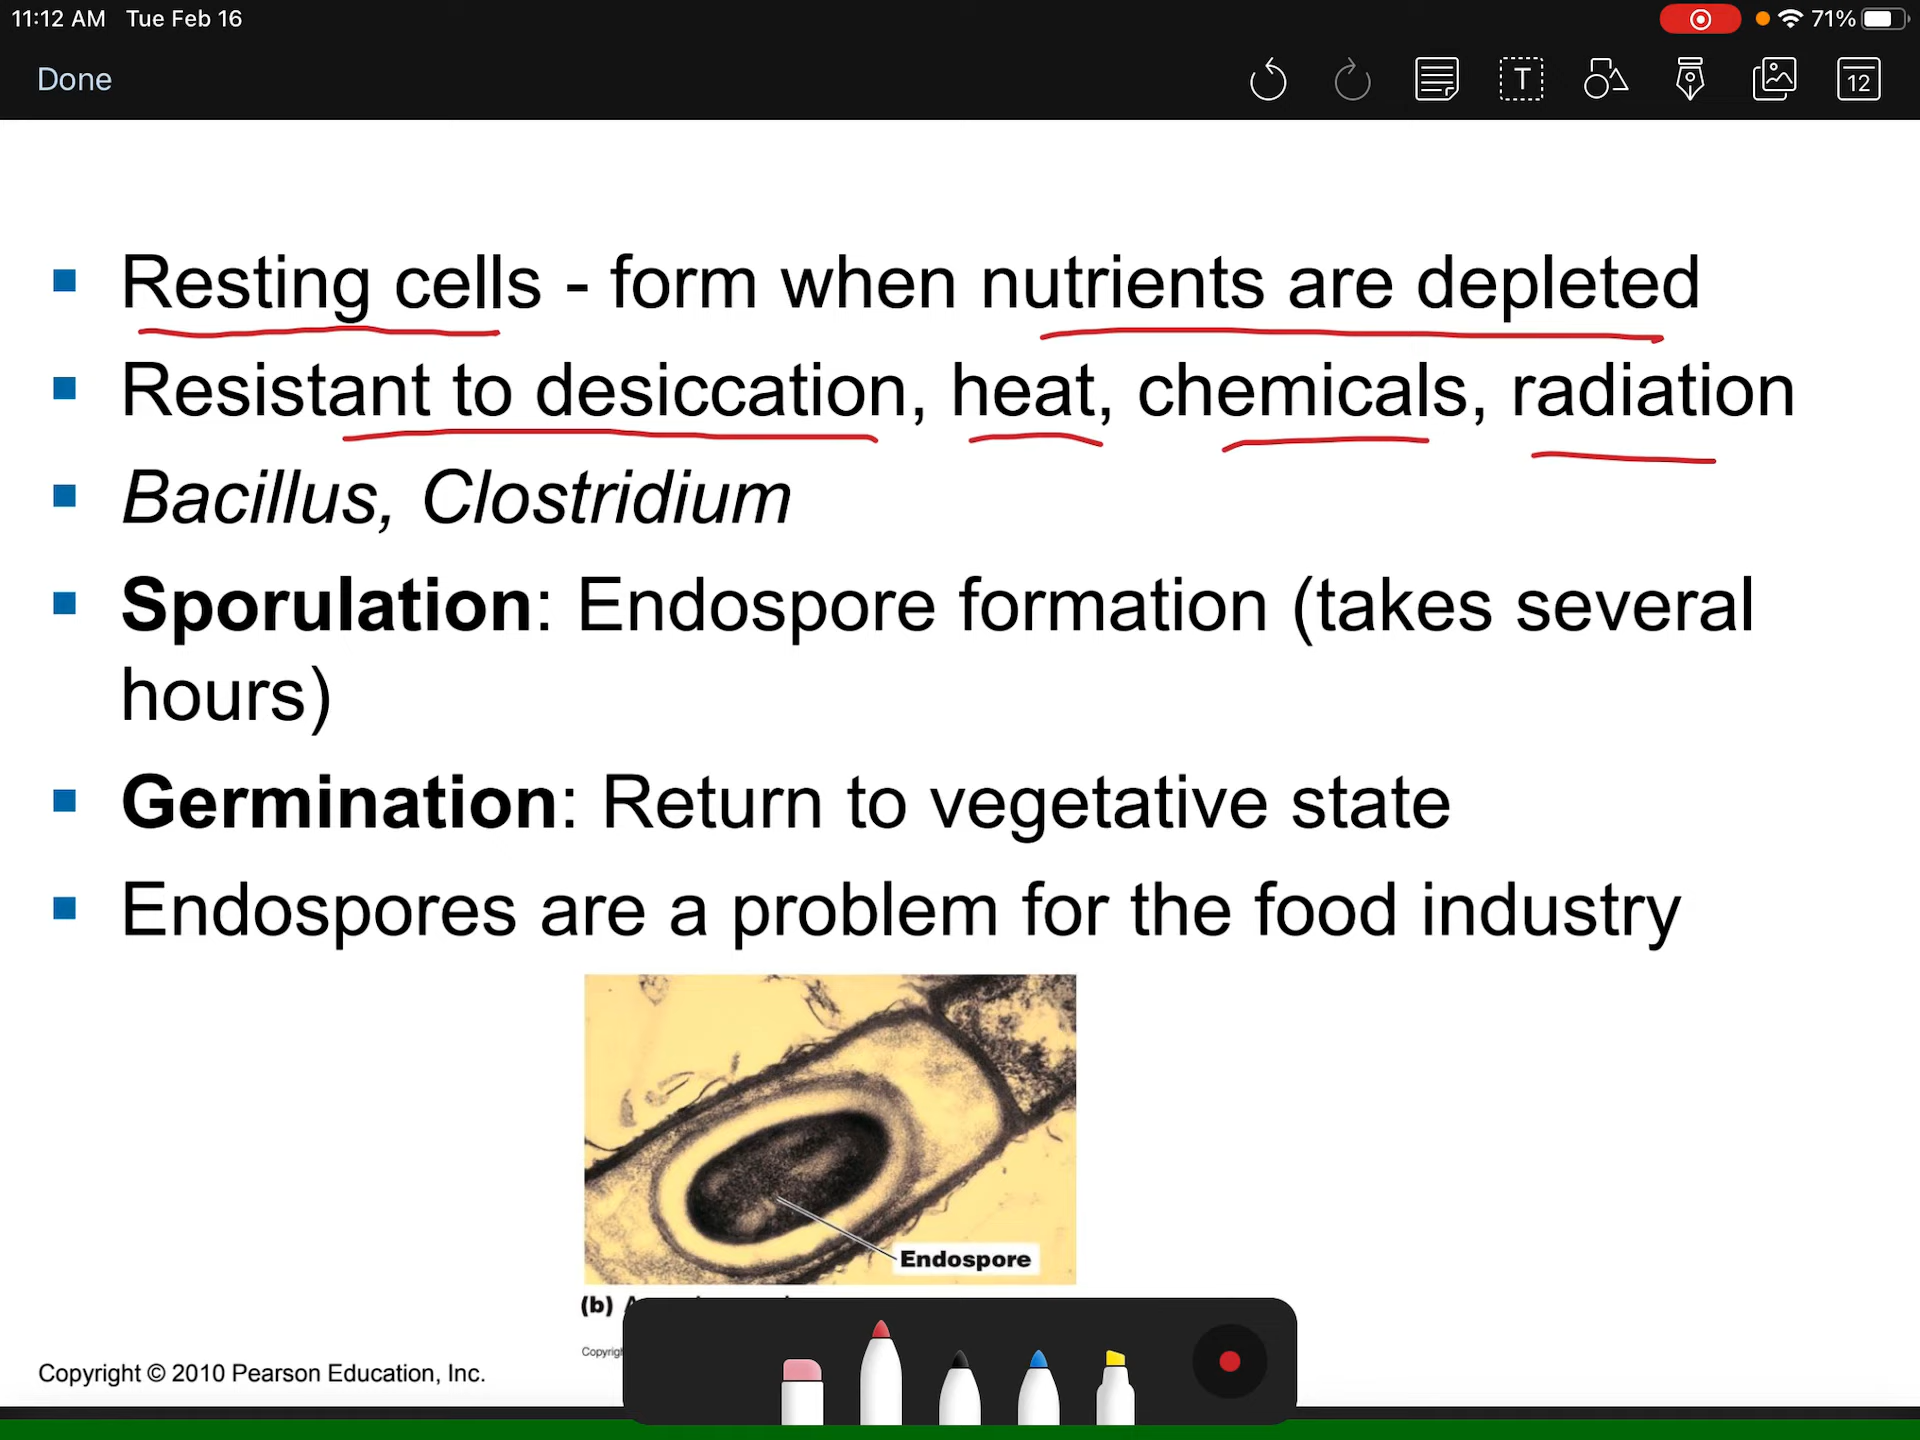 11:12 AM Tue Feb 16
71%
Done
T
12
Resting cells - form when nutrients are depleted
Resistant to desiccation, heat, chemicals, radiation
Bacillus, Clostridium
Sporulation: Endospore formation (takes several
hours)
Germination: Return to vegetative state
Endospores are a problem for the food industry
Endospore
(b)
Copyright © 2010 Pearson Education, Inc.